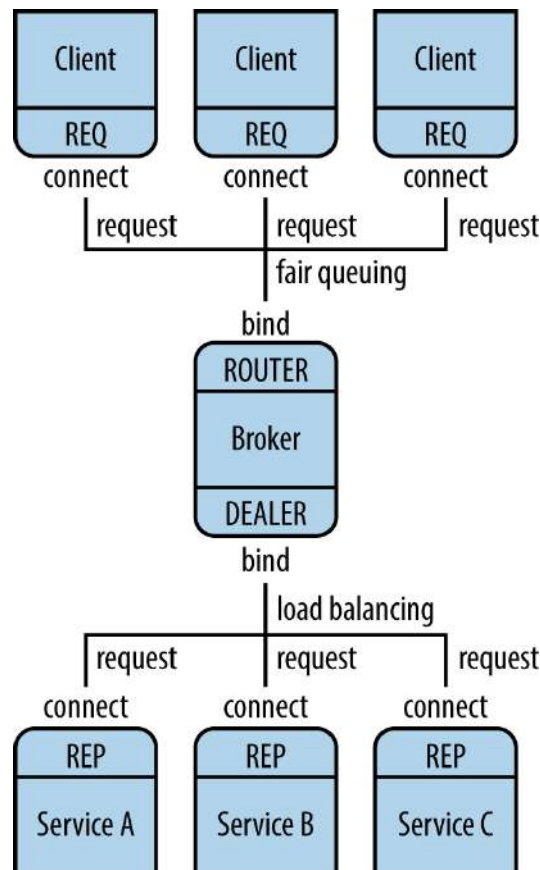 Client Client Client
REQ REQ REQ
connect connect connect
request request request
fair queuing
bind
ROUTER
Broker
DEALER
bind
load balancing
request request request
connect connect connect
REP REP REP
Service A Service B Service C